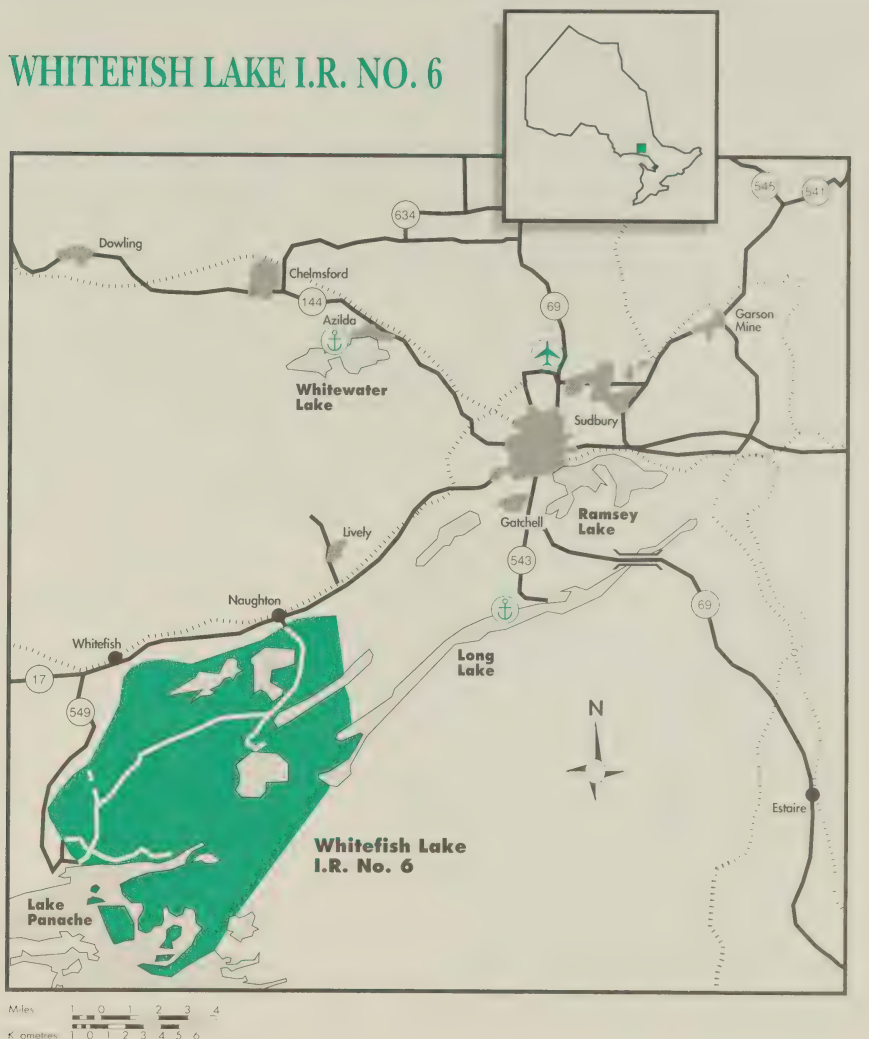 WHITEFISH LAKE I.R. NO. 6
634
545
541
Dowling
Chelmsford
144
Azilda
69
Garson
Mine
Whitewater
Lake
Sudbury
Gatchell
Ramsey
Lake
Lively
543
Naughton
69
Whitefish
Long
Lake
17
549
N
Estaire
Whitefish Lake
I.R. No. 6
Lake
Panache
Miles 1 0 1 2 3 4
K ometres 1 0 1 2 3 4 5 6